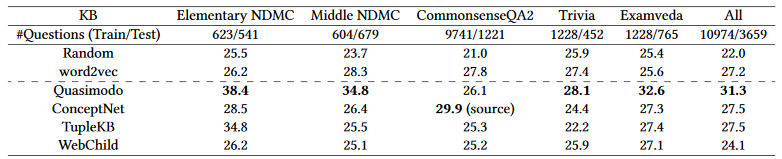 KB Elementary NDMC Middle NDMC CommonsenseQA2 Trivia Examveda All
#Questions (Train/Test) 623/541 604/679 9741/1221 1228/452 1228/765 10974/3659
Random 25.5 23.7 21.0 25.9 25.4 22.0
word2vec 26.2 28.3 27.8 27.4 25.6 27.2
Quasimodo 38.4 34.8 26.1 28.1 32.6 31.3
ConceptNet 28.5 26.4 29.9 (source) 24.4 27.3 27.5
TupleKB 34.8 25.5 25.3 22.2 27.4 27.5
WebChild 26.2 25.1 25.2 25.9 27.1 24.1